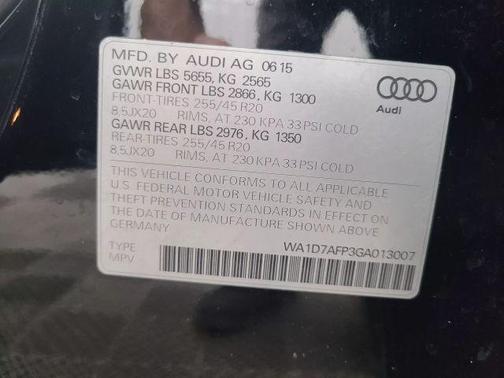 MFD. BY AUDI AG 06 15
GVWR LBS 5655, KG 2565
GAWR FRONT LBS 2866, KG 1300
FRONT-TIRES 255/45 R20
8,5JX20 RIMS, AT 230 KPA 33 PSI COLD
GAWR REAR LBS 2976, KG 1350
REAR-TIRES 255/45 R20
8,5JX20 RIMS, AT 230 KPA 33 PSI COLD
Audi
THIS VEHICLE CONFORMS TO ALL APPLICABLE
U.S. FEDERAL MOTOR VEHICLE SAFETY AND
THEFT PREVENTION STANDARDS IN EFFECT ON
THE DATE OF MANUFACTURE SHOWN ABOVE
GERMANY
WA1D7AFP3GA013007
TYPE
MPV